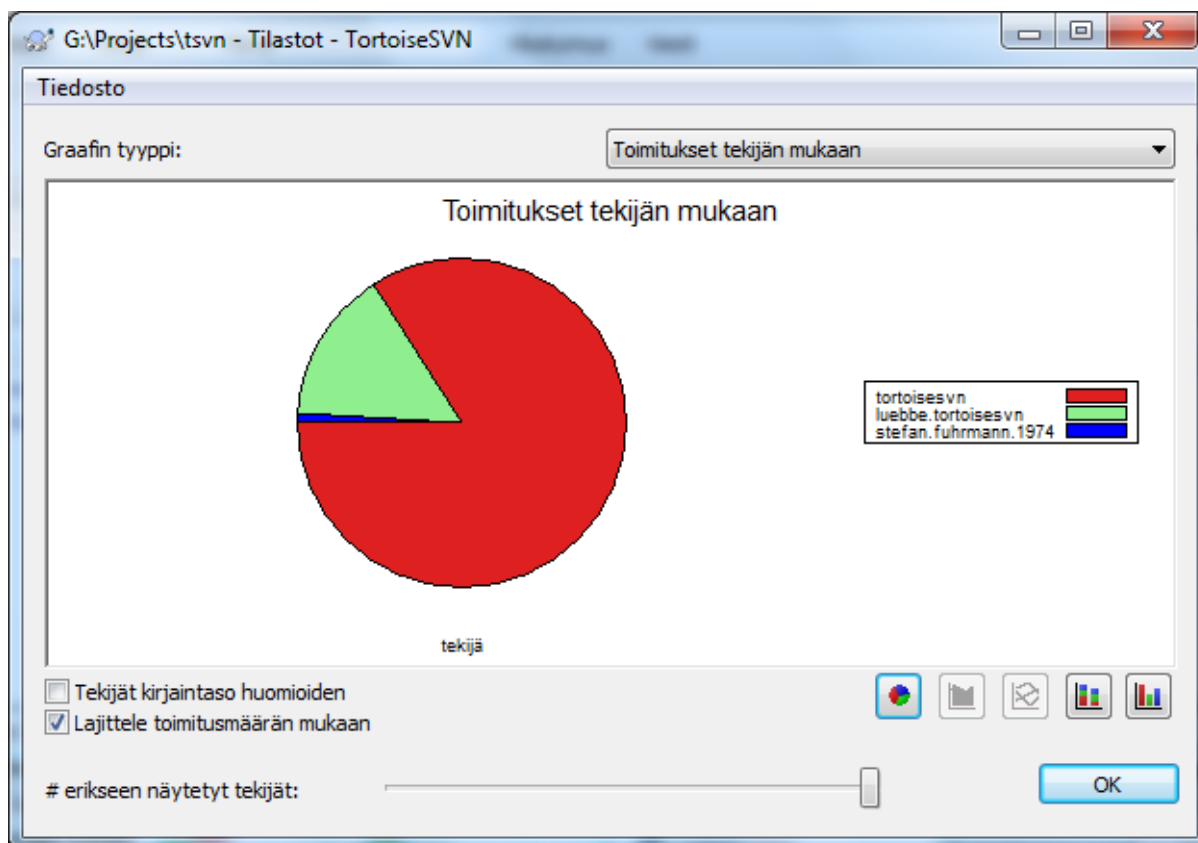 G:\Projects\tsvn - Tilastot - TortoiseSVN
Tiedosto
Graafin tyyppi:
Toimitukset tekijän mukaan
Toimitukset tekijän mukaan
tortoisesvn
luebbe.tortoisesvn
stefan.fuhrmann.1974
tekijä
Tekijät kirjaintaso huomioiden
Lajittele toimitusmäärän mukaan
# erikseen näytetyt tekijät:
OK